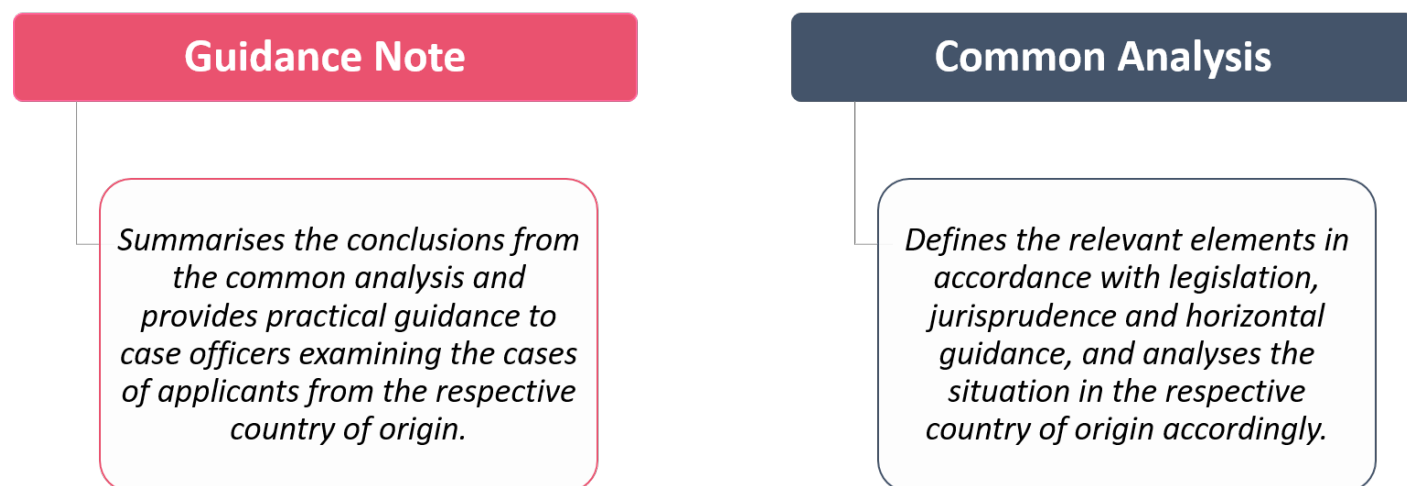 Guidance Note
Summarises the conclusions from
the common analysis and
provides practical guidance to
case officers examining the cases
of applicants from the respective
country of origin.
Common Analysis
Defines the relevant elements in
accordance with legislation,
jurisprudence and horizontal
guidance, and analyses the
situation in the respective
country of origin accordingly.